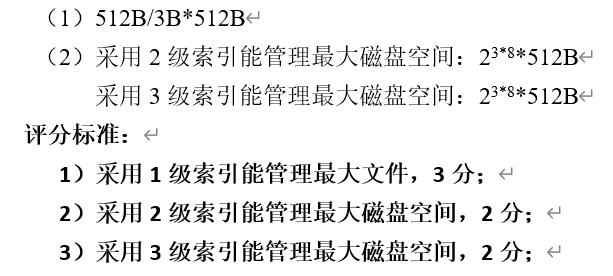 （1）512B/3B*512B↵
（2）采用 2 级索引能管理最大磁盘空间：2³*⁸*512B↵
采用 3 级索引能管理最大磁盘空间：2³*⁸*512B↵
评分标准：↵
1）采用 1 级索引能管理最大文件，3 分；↵
2）采用 2 级索引能管理最大磁盘空间，2 分；↵
3）采用 3 级索引能管理最大磁盘空间，2 分；↵